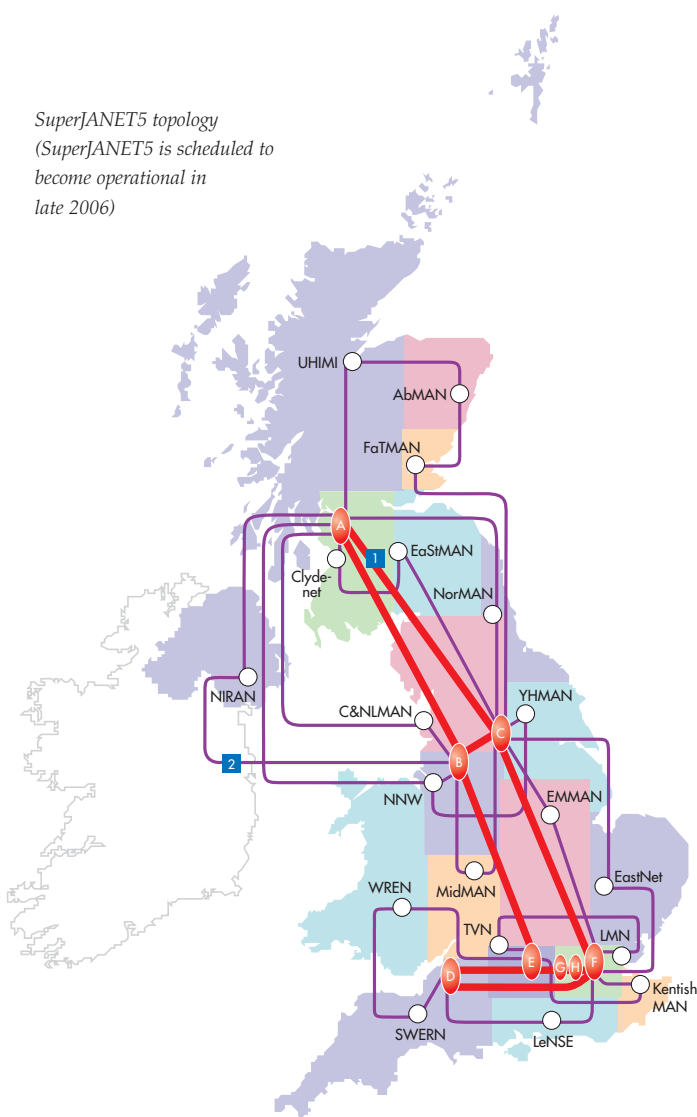 SuperJANET5 topology
(SuperJANET5 is scheduled to
become operational in
late 2006)
UHIMI
AbMAN
FaTMAN
A
1
EaStMAN
Clyde-
net
NorMAN
NIRAN
C&NLMAN
YHMAN
C
2
B
NNW
EMMAN
MidMAN
EastNet
WREN
TVN
LMN
E
G
H
F
D
Kentish
MAN
SWERN
LeNSE